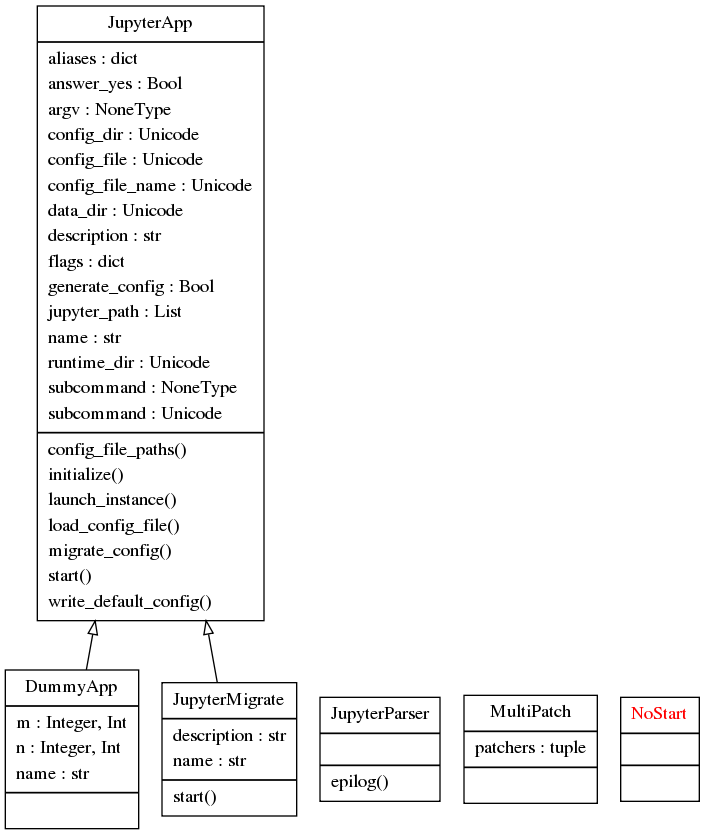 JupyterApp
aliases : dict
answer_yes : Bool
argv : NoneType
config_dir : Unicode
config_file : Unicode
config_file_name : Unicode
data_dir : Unicode
description : str
flags : dict
generate_config : Bool
jupyter_path : List
name : str
runtime_dir : Unicode
subcommand : NoneType
subcommand : Unicode
config_file_paths()
initialize()
launch_instance()
load_config_file()
migrate_config()
start()
write_default_config()
DummyApp
m : Integer, Int
n : Integer, Int
name : str
JupyterMigrate
description : str
name : str
start()
JupyterParser
epilog()
MultiPatch
patchers : tuple
NoStart